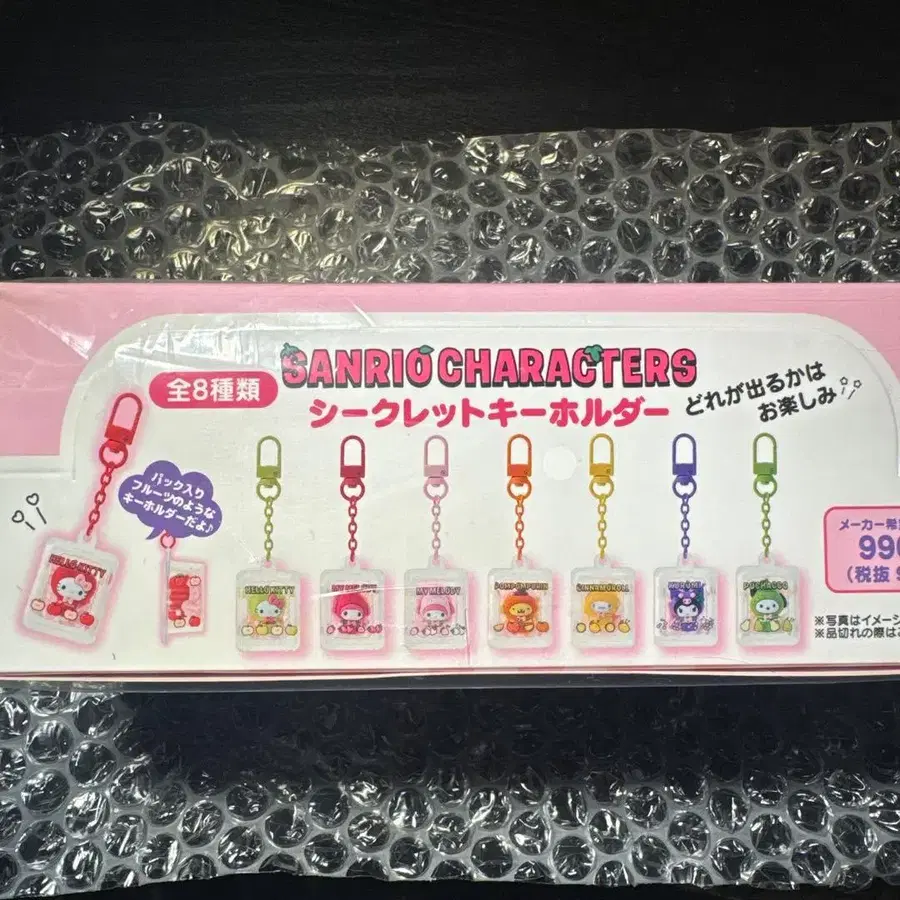 SANRIO CHARACTERS
全8種類
シークレットキーホルダー
どれが出るかは
お楽しみ
パック入り
フルーツのような
キーホルダーだよ♪
HELLO KITTY
HELLO KITTY
MY MELODY
MY MELODY
POMPOMPURIN
CINNAMOROLL
KUROMI
POCHACCO
メーカー希
990
(税抜 9
※写真はイメージ
※品切れの際は